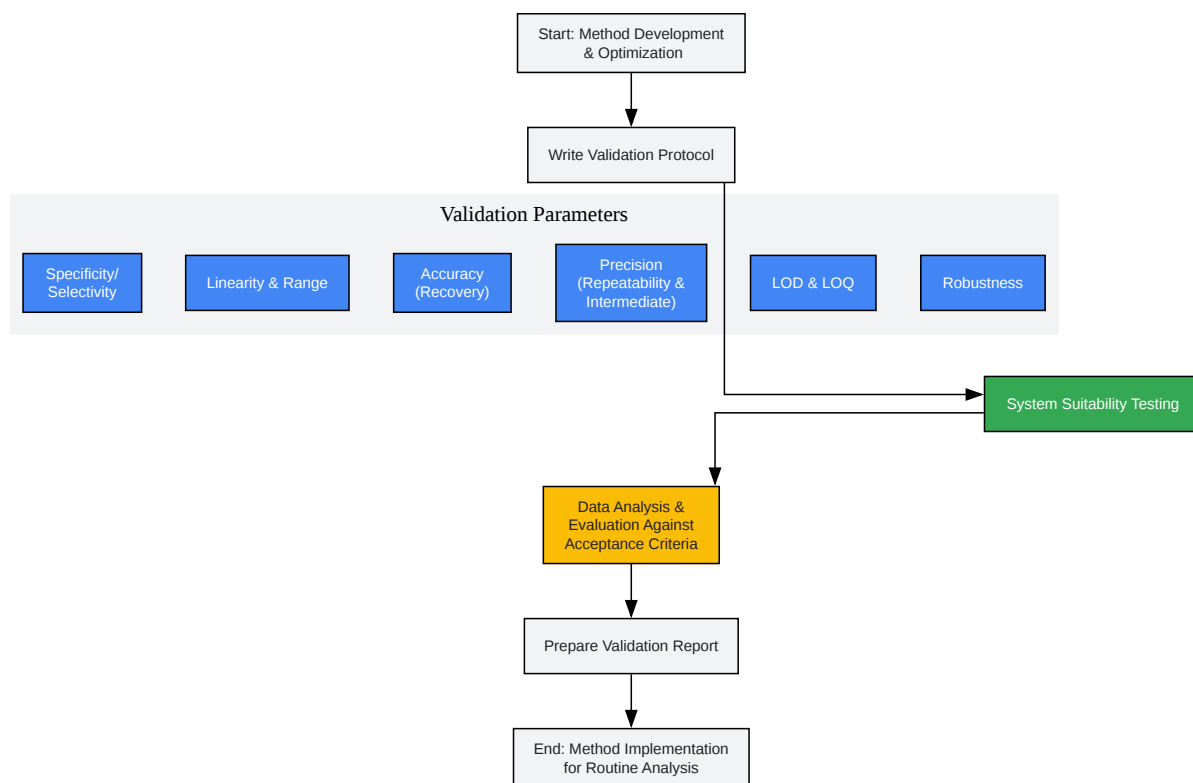 Start: Method Development
& Optimization
Write Validation Protocol
Validation Parameters
Specificity/
Selectivity
Linearity & Range
Accuracy
(Recovery)
Precision
(Repeatability &
Intermediate)
LOD & LOQ
Robustness
System Suitability Testing
Data Analysis &
Evaluation Against
Acceptance Criteria
Prepare Validation Report
End: Method Implementation
for Routine Analysis